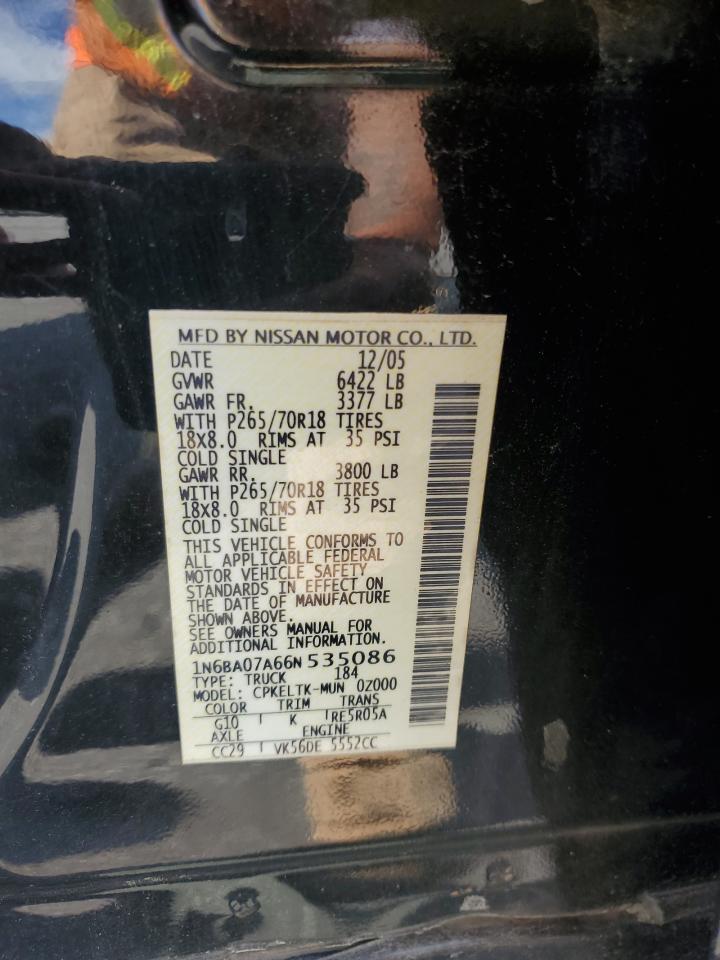 MFD BY NISSAN MOTOR CO., LTD.
DATE 12/05
GVWR 6422 LB
GAWR FR. 3377 LB
WITH P265/70R18 TIRES
18X8.0 RIMS AT 35 PSI
COLD SINGLE
GAWR RR. 3800 LB
WITH P265/70R18 TIRES
18X8.0 RIMS AT 35 PSI
COLD SINGLE
THIS VEHICLE CONFORMS TO
ALL APPLICABLE FEDERAL
MOTOR VEHICLE SAFETY
STANDARDS IN EFFECT ON
THE DATE OF MANUFACTURE
SHOWN ABOVE.
SEE OWNERS MANUAL FOR
ADDITIONAL INFORMATION.
1N6BA07A66N535086
TYPE: TRUCK 184
MODEL: CPKELTK-MUN 0Z000
COLOR TRIM TRANS
G10 K RE5R05A
AXLE ENGINE
CC29 VK56DE 5552CC